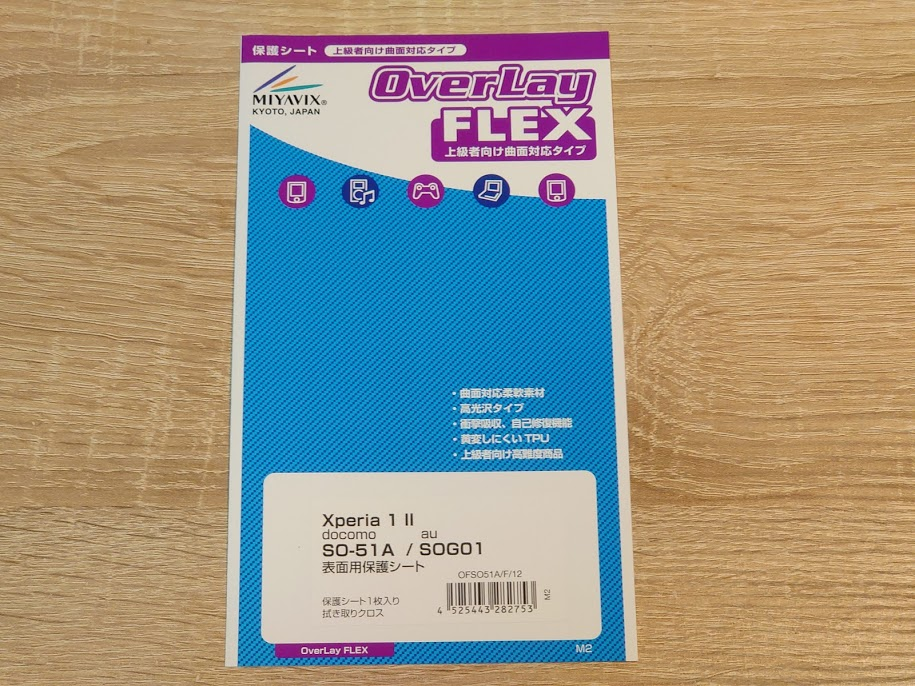 保護シート 上級者向け曲面対応タイプ
MIYAVIX®
KYOTO, JAPAN
OverLay
FLEX
上級者向け曲面対応タイプ
・曲面対応柔軟素材
・高光沢タイプ
・衝撃吸収、自己修復機能
・黄変しにくいTPU
・上級者向け高難度商品
Xperia 1 II
docomo au
SO-51A / SOG01
表面用保護シート
OFSO51A/F/12
保護シート1枚入り
拭き取りクロス
4 525443 282753
M2
OverLay FLEX
M2